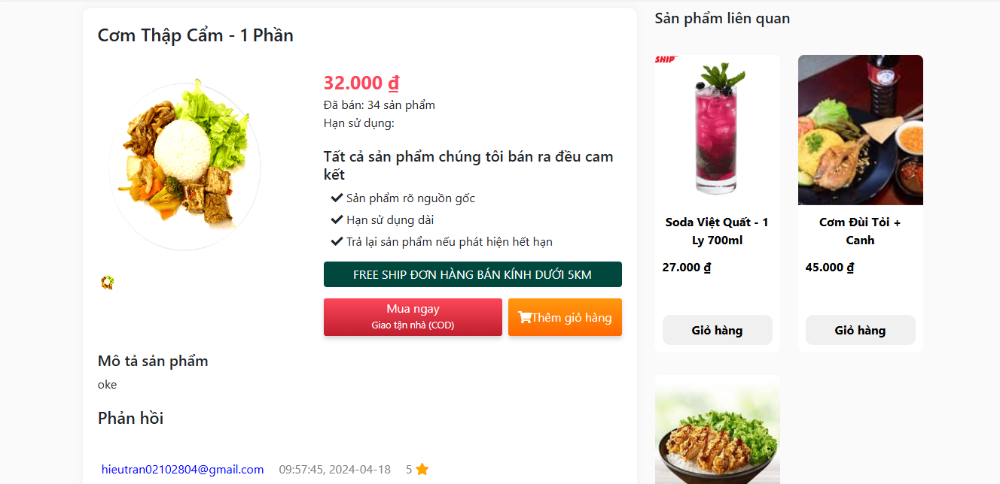 Cơm Thập Cẩm - 1 Phần
32.000 ₫
Đã bán: 34 sản phẩm
Hạn sử dụng:
Tất cả sản phẩm chúng tôi bán ra đều cam
kết
Sản phẩm rõ nguồn gốc
Hạn sử dụng dài
Trả lại sản phẩm nếu phát hiện hết hạn
FREE SHIP ĐƠN HÀNG BÁN KÍNH DƯỚI 5KM
Mua ngay
Giao tận nhà (COD)
Thêm giỏ hàng
Mô tả sản phẩm
oke
Phản hồi
hieutran02102804@gmail.com 09:57:45, 2024-04-18 5
Sản phẩm liên quan
SHIP
Soda Việt Quất - 1
Ly 700ml
27.000 ₫
Giỏ hàng
Cơm Đùi Tỏi +
Canh
45.000 ₫
Giỏ hàng